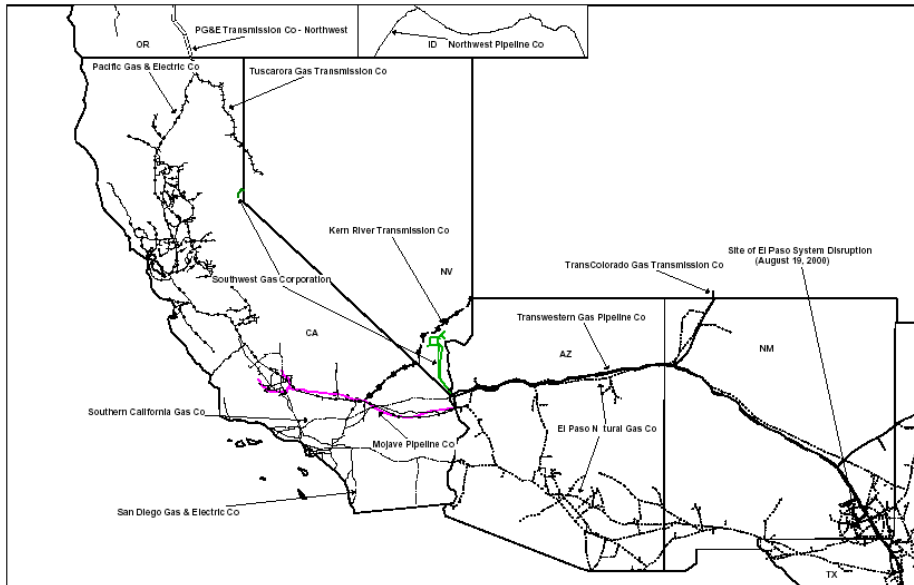 PG&E Transmission Co - Northwest
OR
ID
Northwest Pipeline Co
Pacific Gas & Electric Co
Tuscarora Gas Transmission Co
Kern River Transmission Co
Site of El Paso System Disruption
(August 19, 2000)
TransColorado Gas Transmission Co
NV
Southwest Gas Corporation
Transwestern Gas Pipeline Co
CA
AZ
NM
Southern California Gas Co
El Paso N tural Gas Co
Mojave Pipeline Co
San Diego Gas & Electric Co
TX